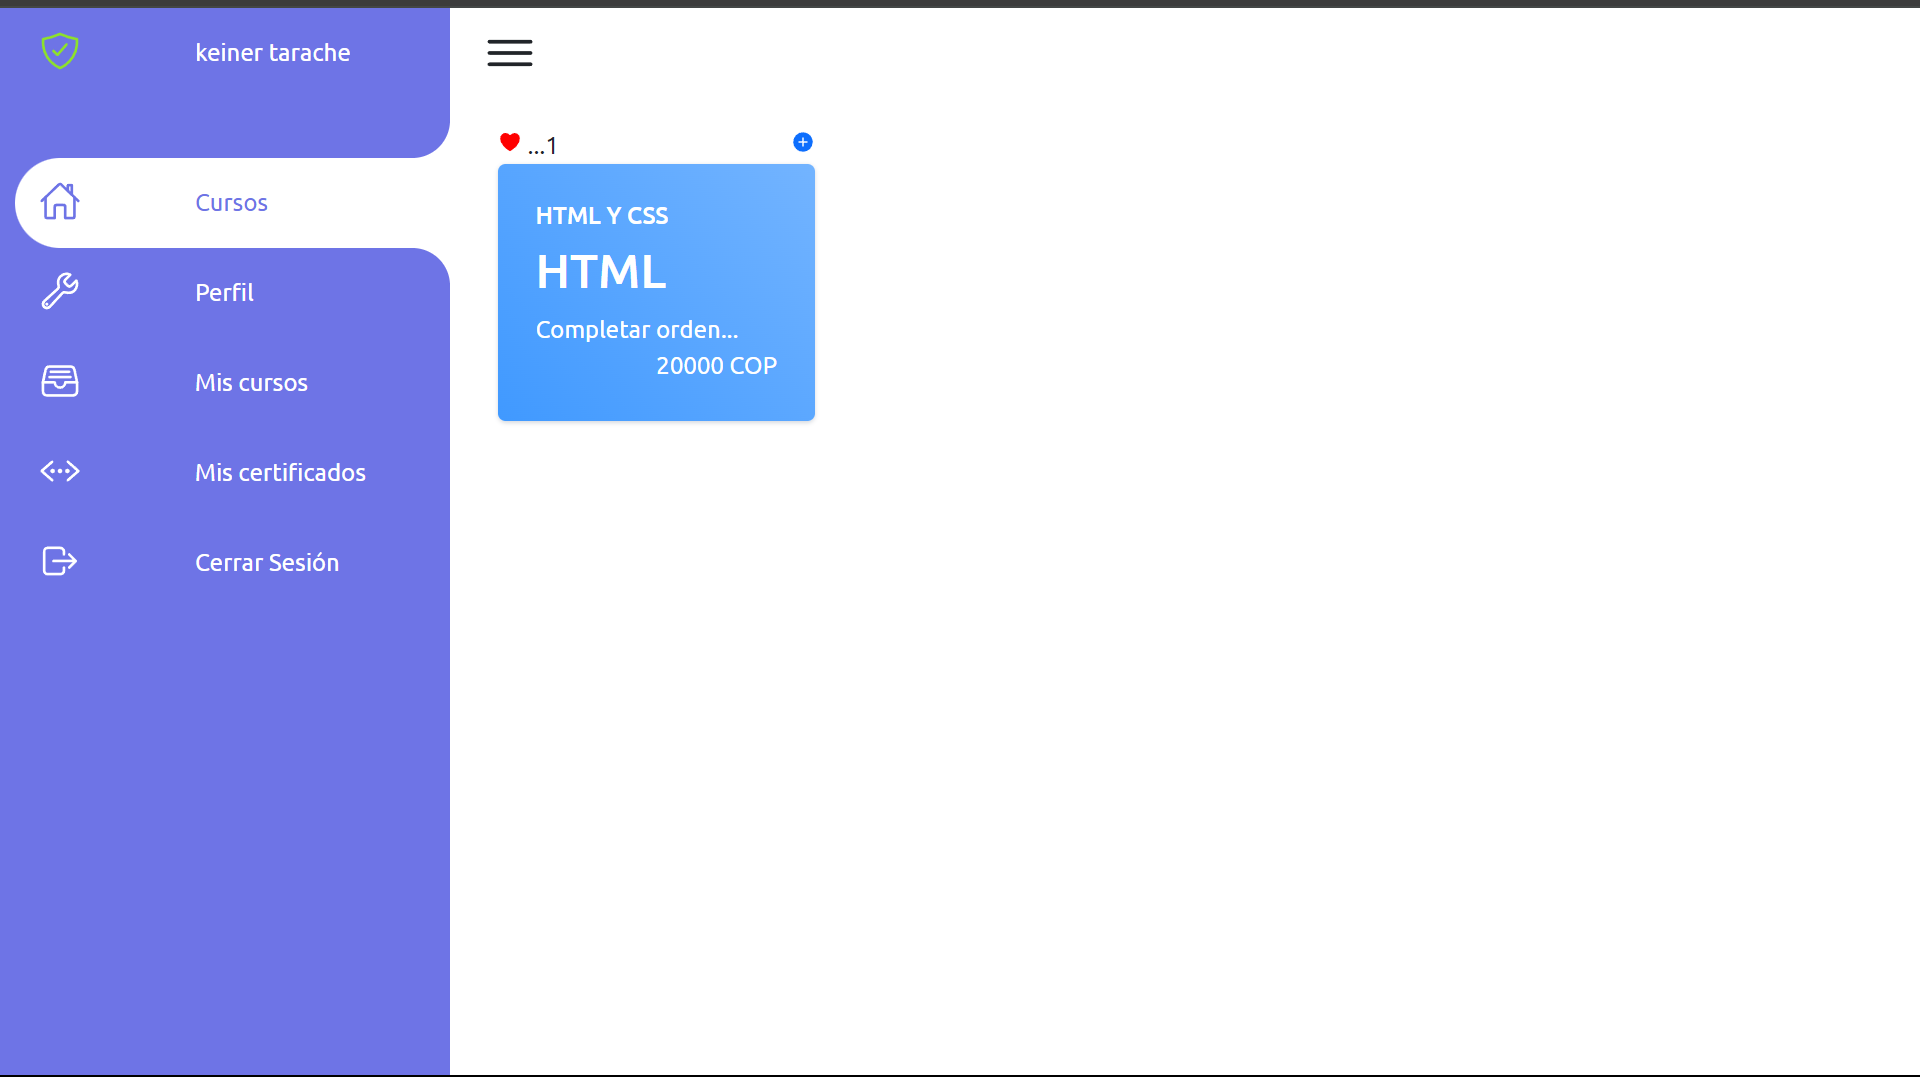 keiner tarache
Cursos
Perfil
Mis cursos
Mis certificados
Cerrar Sesión
...1
HTML Y CSS
HTML
Completar orden...
20000 COP